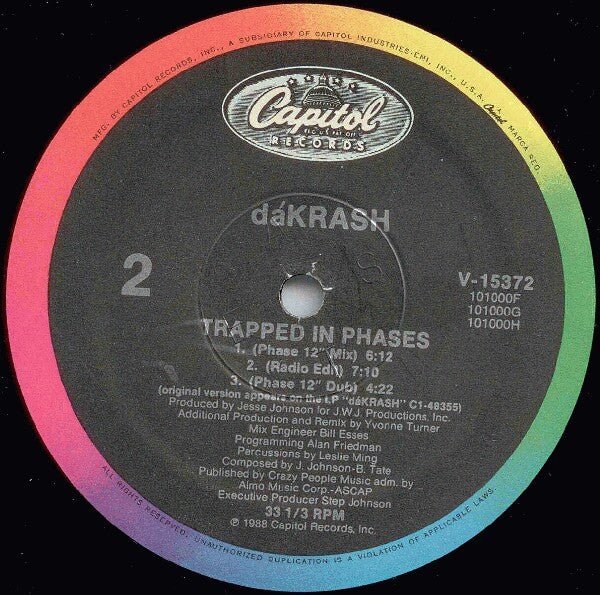 MFD. BY CAPITOL RECORDS, INC., A SUBSIDIARY OF CAPITOL INDUSTRIES-EMI, INC., U.S.A. Capitol MARCA REG.
Capitol
RECORDS
dáKRASH
2
V-15372
101000F
101000G
101000H
TRAPPED IN PHASES
1. (Phase 12" Mix) 6:12
2. (Radio Edit) 7:10
3. (Phase 12" Dub) 4:22
(original version appears on the LP "dáKRASH" C1-48355)
Produced by Jesse Johnson for J.W.J. Productions, Inc.
Additional Production and Remix by Yvonne Turner
Mix Engineer Bill Esses
Programming Alan Friedman
Percussions by Leslie Ming
Composed by J. Johnson-B. Tate
Published by Crazy People Music adm. by
Almo Music Corp.-ASCAP
Executive Producer Step Johnson
33 1/3 RPM
℗ 1988 Capitol Records, Inc.
ALL RIGHTS RESERVED. UNAUTHORIZED DUPLICATION IS A VIOLATION OF APPLICABLE LAWS.